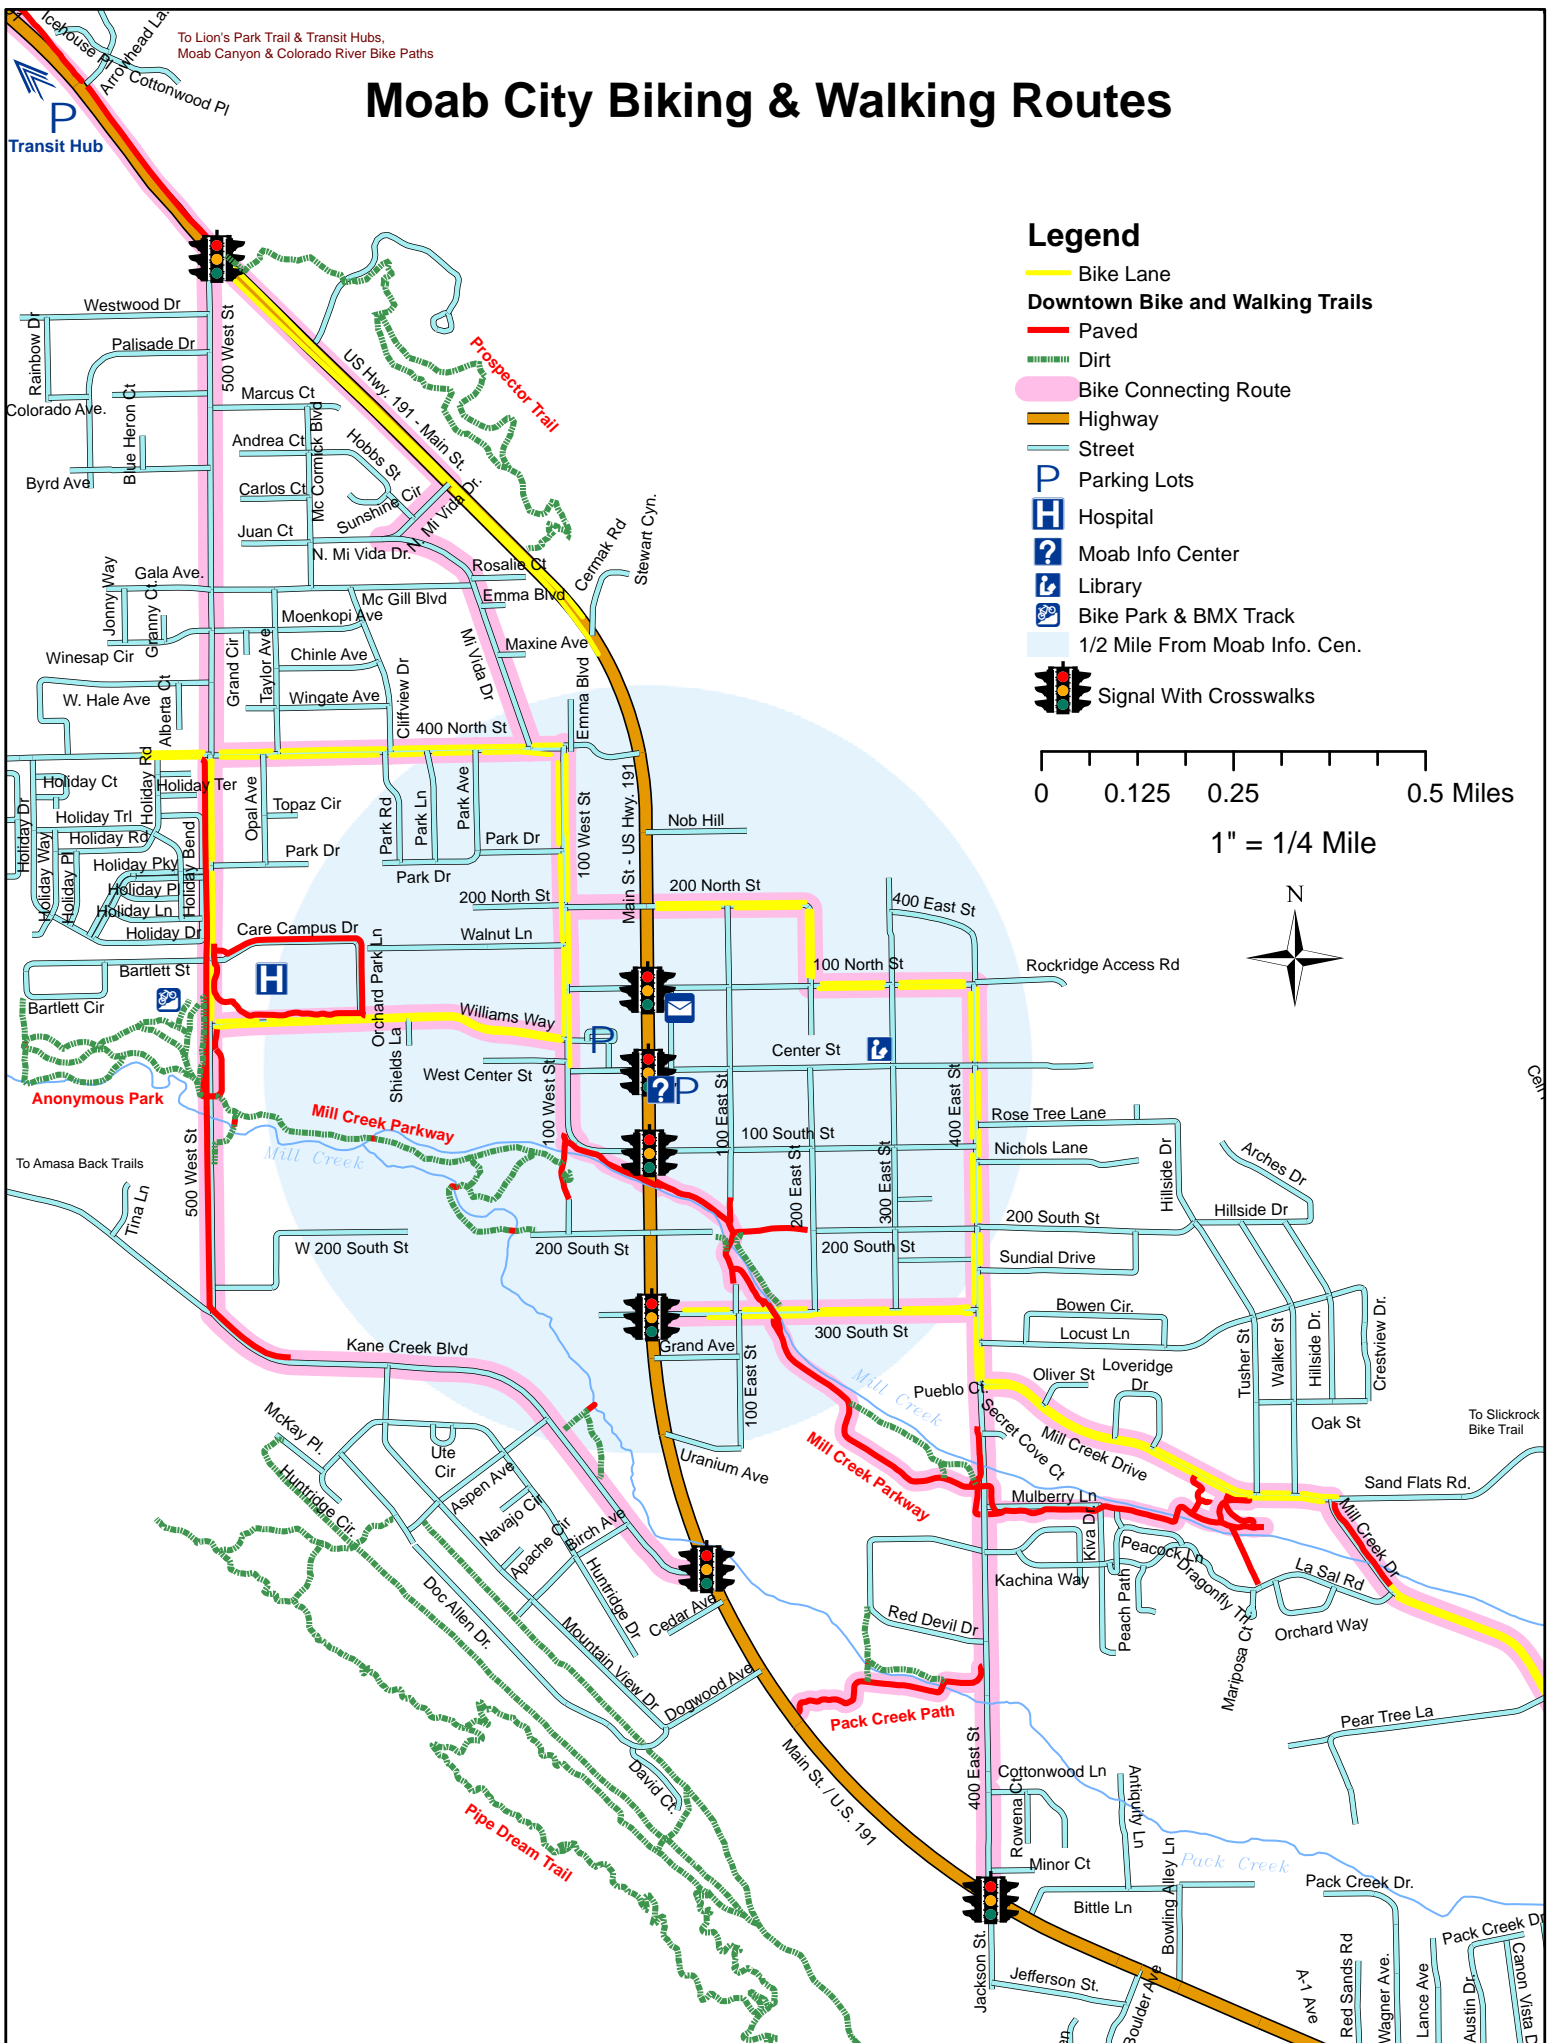 Icehouse Pl
Arrowhead La.
Cottonwood Pl
To Lion's Park Trail & Transit Hubs,
Moab Canyon & Colorado River Bike Paths
Moab City Biking & Walking Routes
P
Transit Hub
Legend
Bike Lane
Downtown Bike and Walking Trails
Paved
Dirt
Bike Connecting Route
Highway
Street
P Parking Lots
H Hospital
? Moab Info Center
Library
Bike Park & BMX Track
1/2 Mile From Moab Info. Cen.
Signal With Crosswalks
0 0.125 0.25 0.5 Miles
1" = 1/4 Mile
N
Westwood Dr
Rainbow Dr
Palisade Dr
500 West St
Colorado Ave.
Blue Heron Ct
Byrd Ave
Marcus Ct
Andrea Ct
Mc Cormick Blvd
Hobbs St
Carlos Ct
Sunshine Cir
Juan Ct
N. Mi Vida Dr.
N. Mi Vida Dr.
US Hwy. 191 - Main St.
Prospector Trail
Cermak Rd
Stewart Cyn.
Rosalie Ct
Emma Blvd
Maxine Ave
Mi Vida Dr
Emma Blvd
Jonny Way
Gala Ave.
Granny Ct.
Mc Gill Blvd
Moenkopi Ave
Winesap Cir
Grand Cir
Taylor Ave
Chinle Ave
Wingate Ave
Cliffview Dr
W. Hale Ave
Alberta Ct
400 North St
Holiday Rd
Holiday Ct
Holiday Ter
Holiday Dr
Holiday Trl
Holiday Rd
Holiday Way
Holiday Pl
Holiday Pky
Holiday Pl
Holiday Bend
Holiday Ln
Holiday Dr
Opal Ave
Topaz Cir
Park Dr
Park Rd
Park Ln
Park Ave
Park Dr
Park Dr
100 West St
Main St - US Hwy. 191
Nob Hill
200 North St
200 North St
400 East St
Care Campus Dr
Walnut Ln
Orchard Park Ln
Bartlett St
Bartlett Cir
H
100 North St
Rockridge Access Rd
Williams Way
Shields La
P
West Center St
Center St
? P
100 West St
100 East St
400 East St
Anonymous Park
Mill Creek Parkway
Mill Creek
500 West St
To Amasa Back Trails
Tina Ln
W 200 South St
200 South St
100 South St
200 East St
300 East St
200 South St
200 South St
Rose Tree Lane
Nichols Lane
Hillside Dr
Arches Dr
Hillside Dr
Sundial Drive
Bowen Cir.
Locust Ln
300 South St
Grand Ave
100 East St
Uranium Ave
Kane Creek Blvd
Tusher St
Walker St
Hillside Dr.
Crestview Dr.
Oliver St
Loveridge
Dr
Oak St
Mill Creek
Pueblo Ct.
Secret Cove Ct
Mill Creek Drive
Mill Creek Parkway
To Slickrock
Bike Trail
Sand Flats Rd.
Mulberry Ln
Kiva Dr
Peacock Ln
Dragonfly Trl
Mill Creek Dr.
La Sal Rd
Kachina Way
Peach Path
Mariposa Ct
Orchard Way
Red Devil Dr
Pack Creek Path
Pear Tree La
McKay Pl.
Huntridge Cir.
Ute
Cir
Aspen Ave
Navajo Cir
Apache Cir
Birch Ave
Huntridge Dr
Cedar Ave
Doc Allen Dr.
Mountain View Dr
Dogwood Ave
David Ct.
Pipe Dream Trail
Main St. / U.S. 191
400 East St
Cottonwood Ln
Rowena Ct
Antiquity Ln
Minor Ct
Bittle Ln
Bowling Alley Ln
Pack Creek
Pack Creek Dr.
Pack Creek Dr
Jackson St.
Jefferson St.
Boulder Ave
A-1 Ave
Red Sands Rd
Wagner Ave.
Lance Ave
Austin Dr.
Canon Vista D